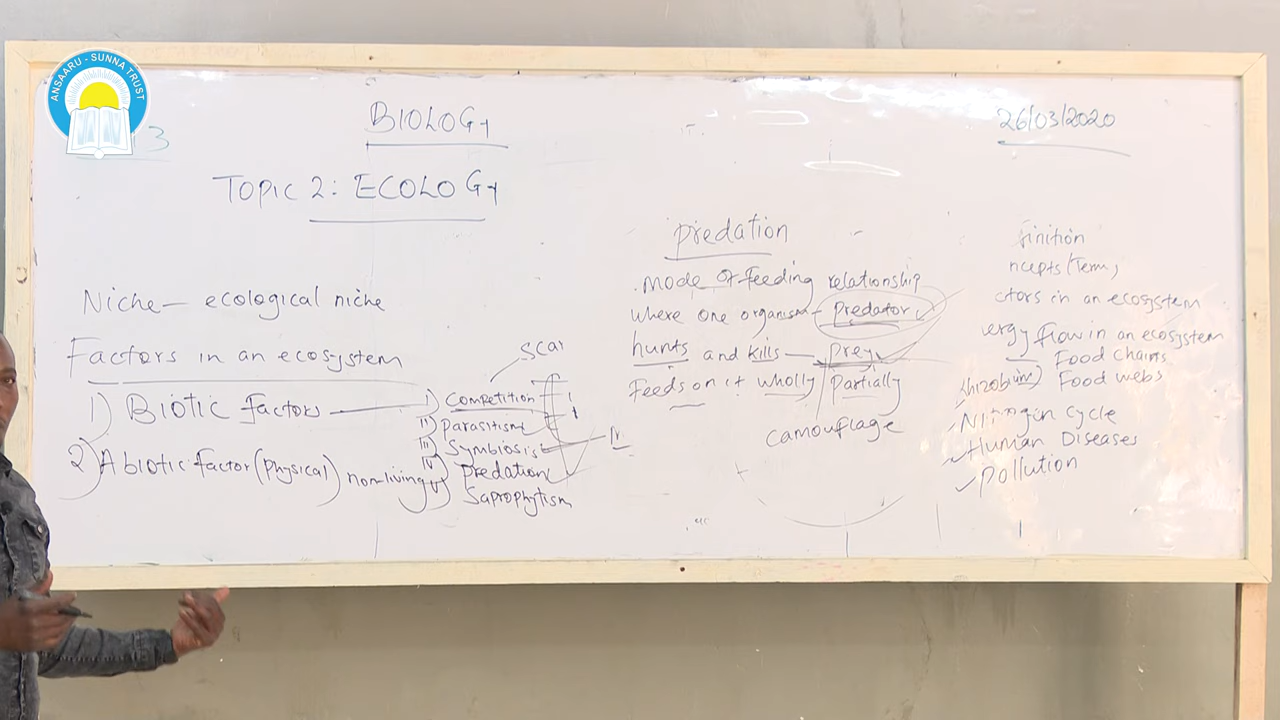 ANSAARU - SUNNA TRUST
3
BIOLOGY
26/03/2020
TOPIC 2: ECOLOGY
Niche — ecological niche
Factors in an ecosystem
1) Biotic factors
2) Abiotic factor (physical) non-living
scar
i) Competition
ii) Parasitism
iii) Symbiosis
iv) Predation
v) Saprophytism
predation
.mode of feeding relationship
where one organism - Predator
hunts and kills — prey
Feeds on it wholly / partially
camouflage
finition
ncepts (Term,
ctors in an ecosystem
ergy flow in an ecosystem
Food chains
Food webs
Nitrogen cycle
Human Diseases
Pollution